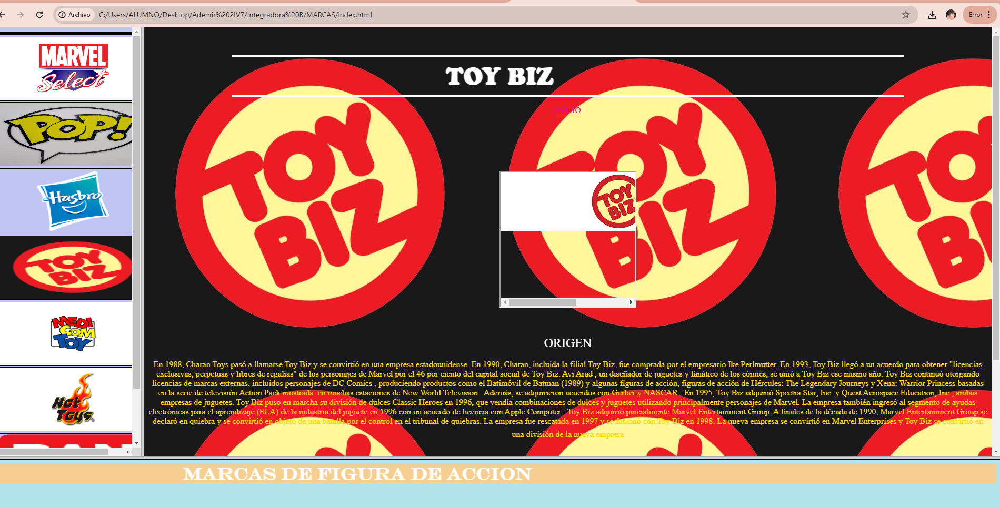 Archivo
C:/Users/ALUMNO/Desktop/Ademir%202IV7/Integradora%20B/MARCAS/index.html
Error
MARVEL
Select
POP!
Hasbro
TOY
BIZ
MEDI
COM
TOY
Hot
Toys
TOY BIZ
INICIO
TOY
BIZ
TOY
BIZ
TOY
BIZ
ORIGEN
En 1988, Charan Toys pasó a llamarse Toy Biz y se convirtió en una empresa estadounidense. En 1990, Charan, incluida la filial Toy Biz, fue comprada por el empresario Ike Perlmutter. En 1993, Toy Biz llegó a un acuerdo para obtener "licencias
exclusivas, perpetuas y libres de regalías" de los personajes de Marvel por el 46 por ciento del capital social de Toy Biz. Avi Arad , un diseñador de juguetes y fanático de los cómics, se unió a Toy Biz ese mismo año. Toy Biz continuó otorgando
licencias de marcas externas, incluidos personajes de DC Comics , produciendo productos como el Batimóvil de Batman (1989) y algunas figuras de acción, figuras de acción de Hércules: The Legendary Journeys y Xena: Warrior Princess basadas
en la serie de televisión Action Pack mostrada. en muchas estaciones de New World Television . Además, se adquirieron acuerdos con Gerber y NASCAR . En 1995, Toy Biz adquirió Spectra Star, Inc. y Quest Aerospace Education, Inc., ambas
empresas de juguetes. Toy Biz puso en marcha su división de dulces Classic Heroes en 1996, que vendía combinaciones de dulces y juguetes utilizando principalmente personajes de Marvel. La empresa también ingresó al segmento de ayudas
electrónicas para el aprendizaje (ELA) de la industria del juguete en 1996 con un acuerdo de licencia con Apple Computer . Toy Biz adquirió parcialmente Marvel Entertainment Group. A finales de la década de 1990, Marvel Entertainment Group se
declaró en quiebra y se convirtió en objeto de una batalla por el control en el tribunal de quiebras. La empresa fue rescatada en 1997 y se fusionó con Toy Biz en 1998. La nueva empresa se convirtió en Marvel Enterprises y Toy Biz se convirtió en
una división de la nueva empresa
MARCAS DE FIGURA DE ACCION